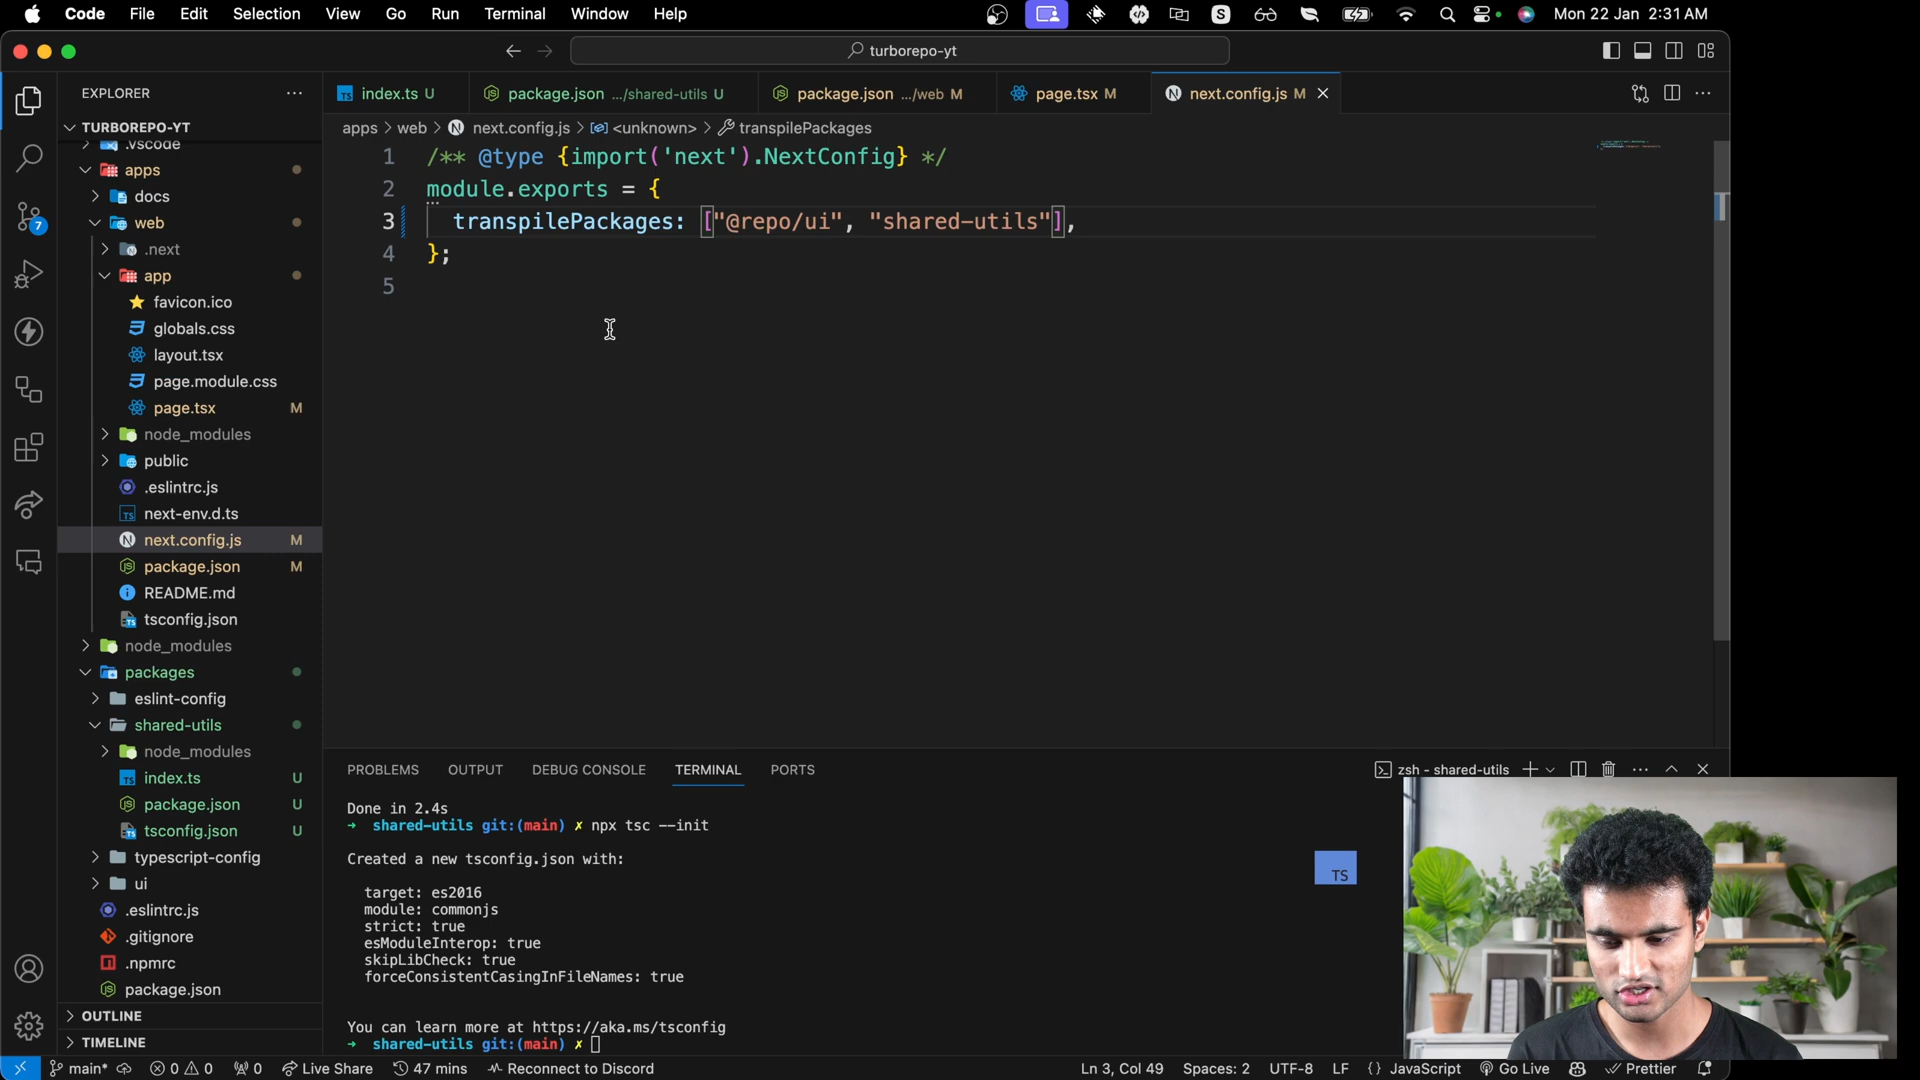 Code File Edit Selection View Go Run Terminal Window Help
S
Mon 22 Jan 2:31 AM
turborepo-yt
EXPLORER
TURBOREPO-YT
.vscode
apps
docs
web
.next
app
favicon.ico
globals.css
layout.tsx
page.module.css
page.tsx M
node_modules
public
.eslintrc.js
next-env.d.ts
next.config.js M
package.json M
README.md
tsconfig.json
node_modules
packages
eslint-config
shared-utils
node_modules
index.ts U
package.json U
tsconfig.json U
typescript-config
ui
.eslintrc.js
.gitignore
.npmrc
package.json
OUTLINE
TIMELINE
7
index.ts U
package.json .../shared-utils U
package.json .../web M
page.tsx M
next.config.js M
apps > web > next.config.js > <unknown> > transpilePackages
1 /** @type {import('next').NextConfig} */
2 module.exports = {
3 transpilePackages: ["@repo/ui", "shared-utils"],
4 };
5
PROBLEMS OUTPUT DEBUG CONSOLE TERMINAL PORTS
zsh - shared-utils
Done in 2.4s
➜ shared-utils git:(main) ✗ npx tsc --init
Created a new tsconfig.json with:
TS
target: es2016
module: commonjs
strict: true
esModuleInterop: true
skipLibCheck: true
forceConsistentCasingInFileNames: true
You can learn more at https://aka.ms/tsconfig
➜ shared-utils git:(main) ✗
main* 0 0 0 Live Share 47 mins Reconnect to Discord
Ln 3, Col 49 Spaces: 2 UTF-8 LF {} JavaScript Go Live Prettier